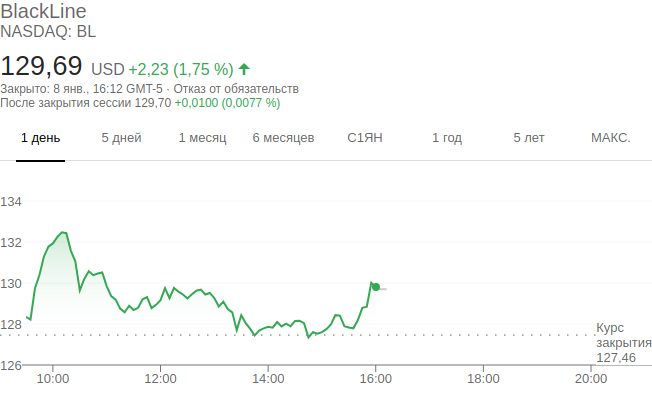 BlackLine
NASDAQ: BL
129,69 USD +2,23 (1,75 %)
Закрыто: 8 янв., 16:12 GMT-5 · Отказ от обязательств
После закрытия сессии 129,70 +0,0100 (0,0077 %)
1 день 5 дней 1 месяц 6 месяцев С1ЯН 1 год 5 лет МАКС.
134
132
130
128
Курс
закрытия
127,46
126
10:00 12:00 14:00 16:00 18:00 20:00